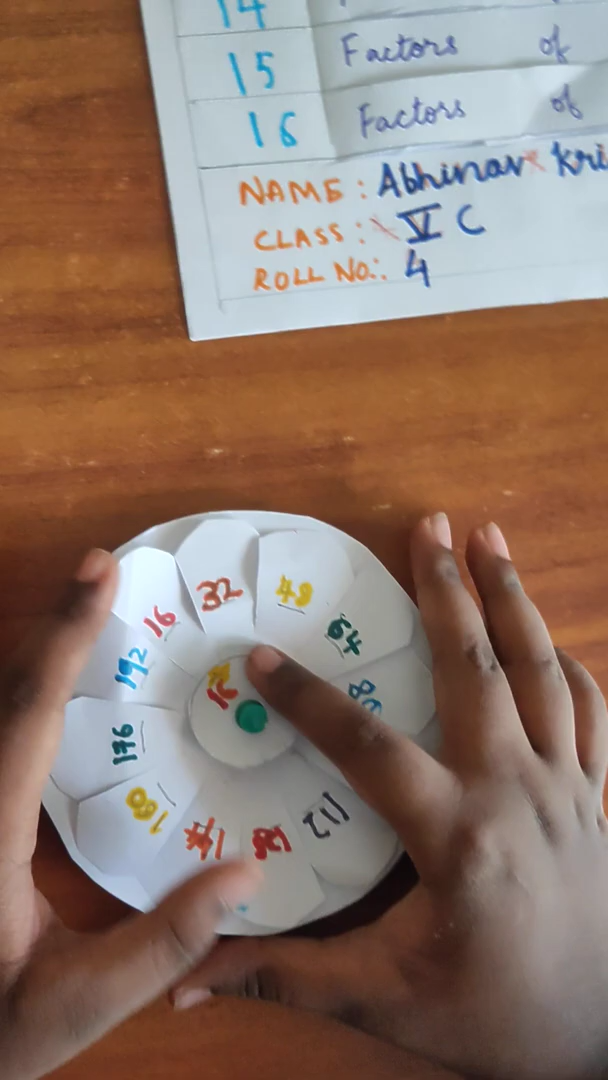 14
15 Factors of
16 Factors of
NAME: Abhinav Kri
CLASS: V C
ROLL NO.: 4
16
32
48
64
112
160
176
192